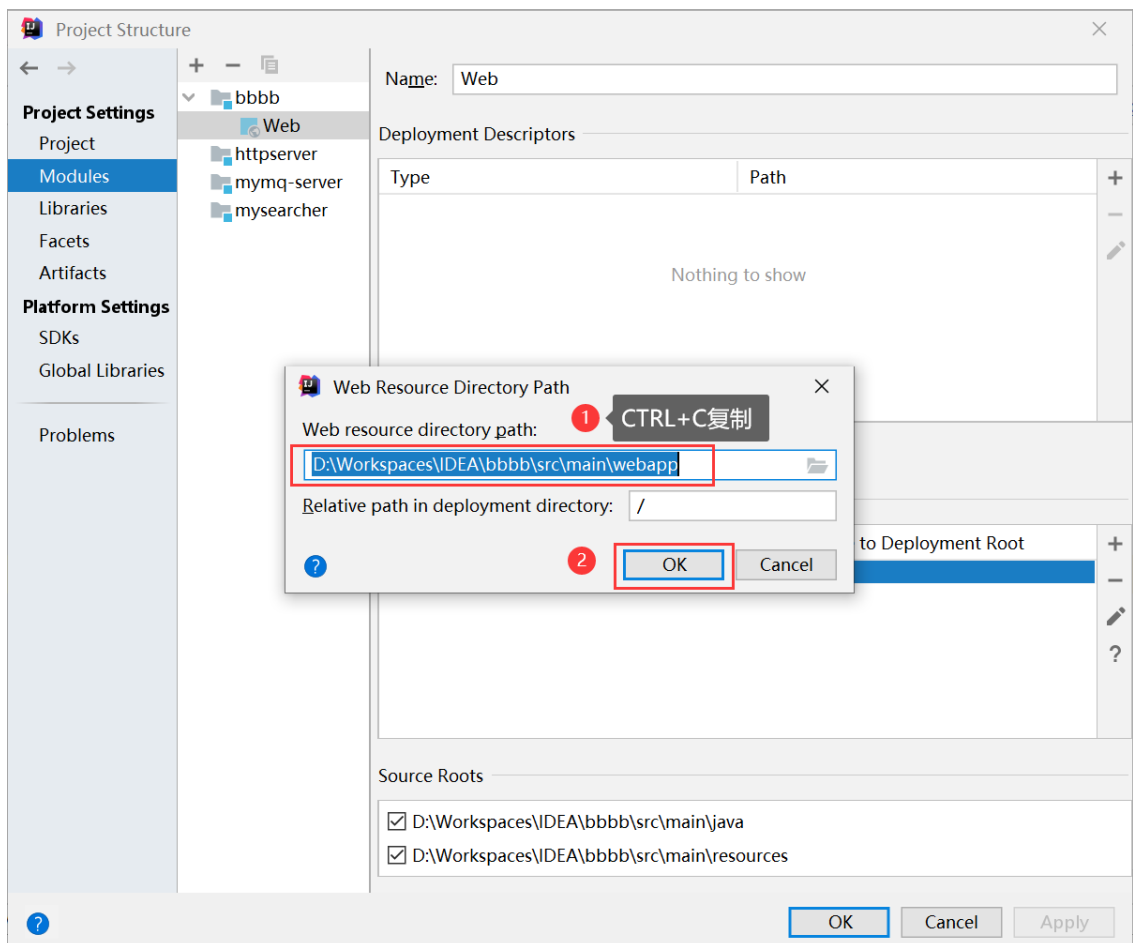 Project Structure
Project Settings
Project
Modules
Libraries
Facets
Artifacts
Platform Settings
SDKs
Global Libraries
Problems
bbbb
Web
httpserver
mymq-server
mysearcher
Name: Web
Deployment Descriptors
Type Path
Nothing to show
Web Resource Directory Path
Web resource directory path:
1 CTRL+C复制
D:\Workspaces\IDEA\bbbb\src\main\webapp
Relative path in deployment directory: /
? 2 OK Cancel
to Deployment Root
?
Source Roots
D:\Workspaces\IDEA\bbbb\src\main\java
D:\Workspaces\IDEA\bbbb\src\main\resources
? OK Cancel Apply